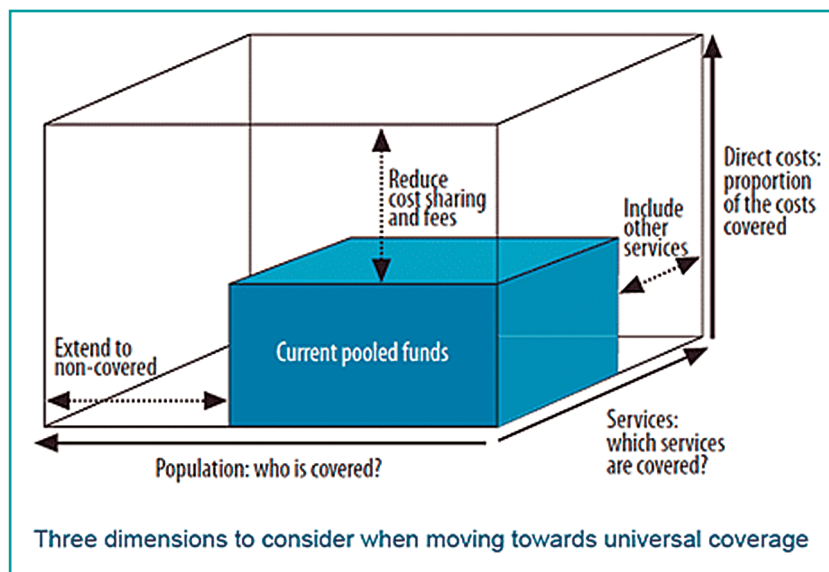 Reduce
cost sharing
and fees
Direct costs:
proportion
of the costs
covered
Include
other
services
Extend to
non-covered
Current pooled funds
Services:
which services
are covered?
Population: who is covered?
Three dimensions to consider when moving towards universal coverage